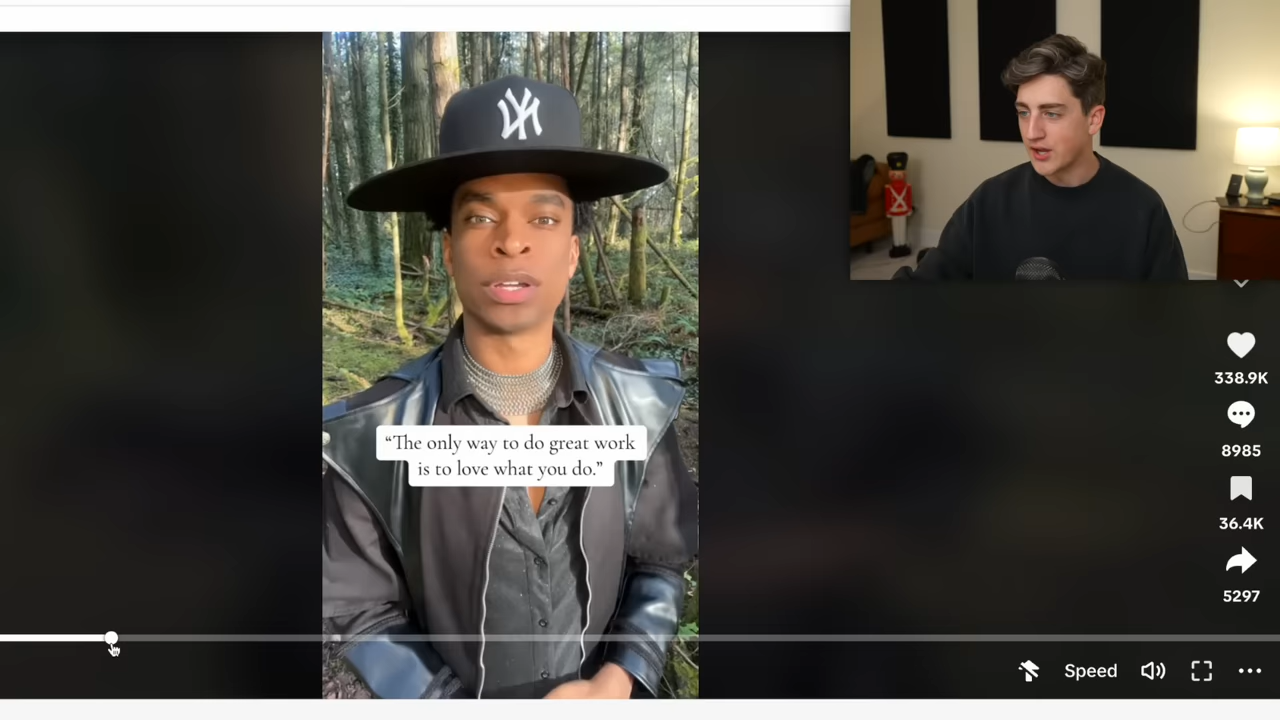 NY
“The only way to do great work
is to love what you do.”
338.9K
8985
36.4K
5297
Speed